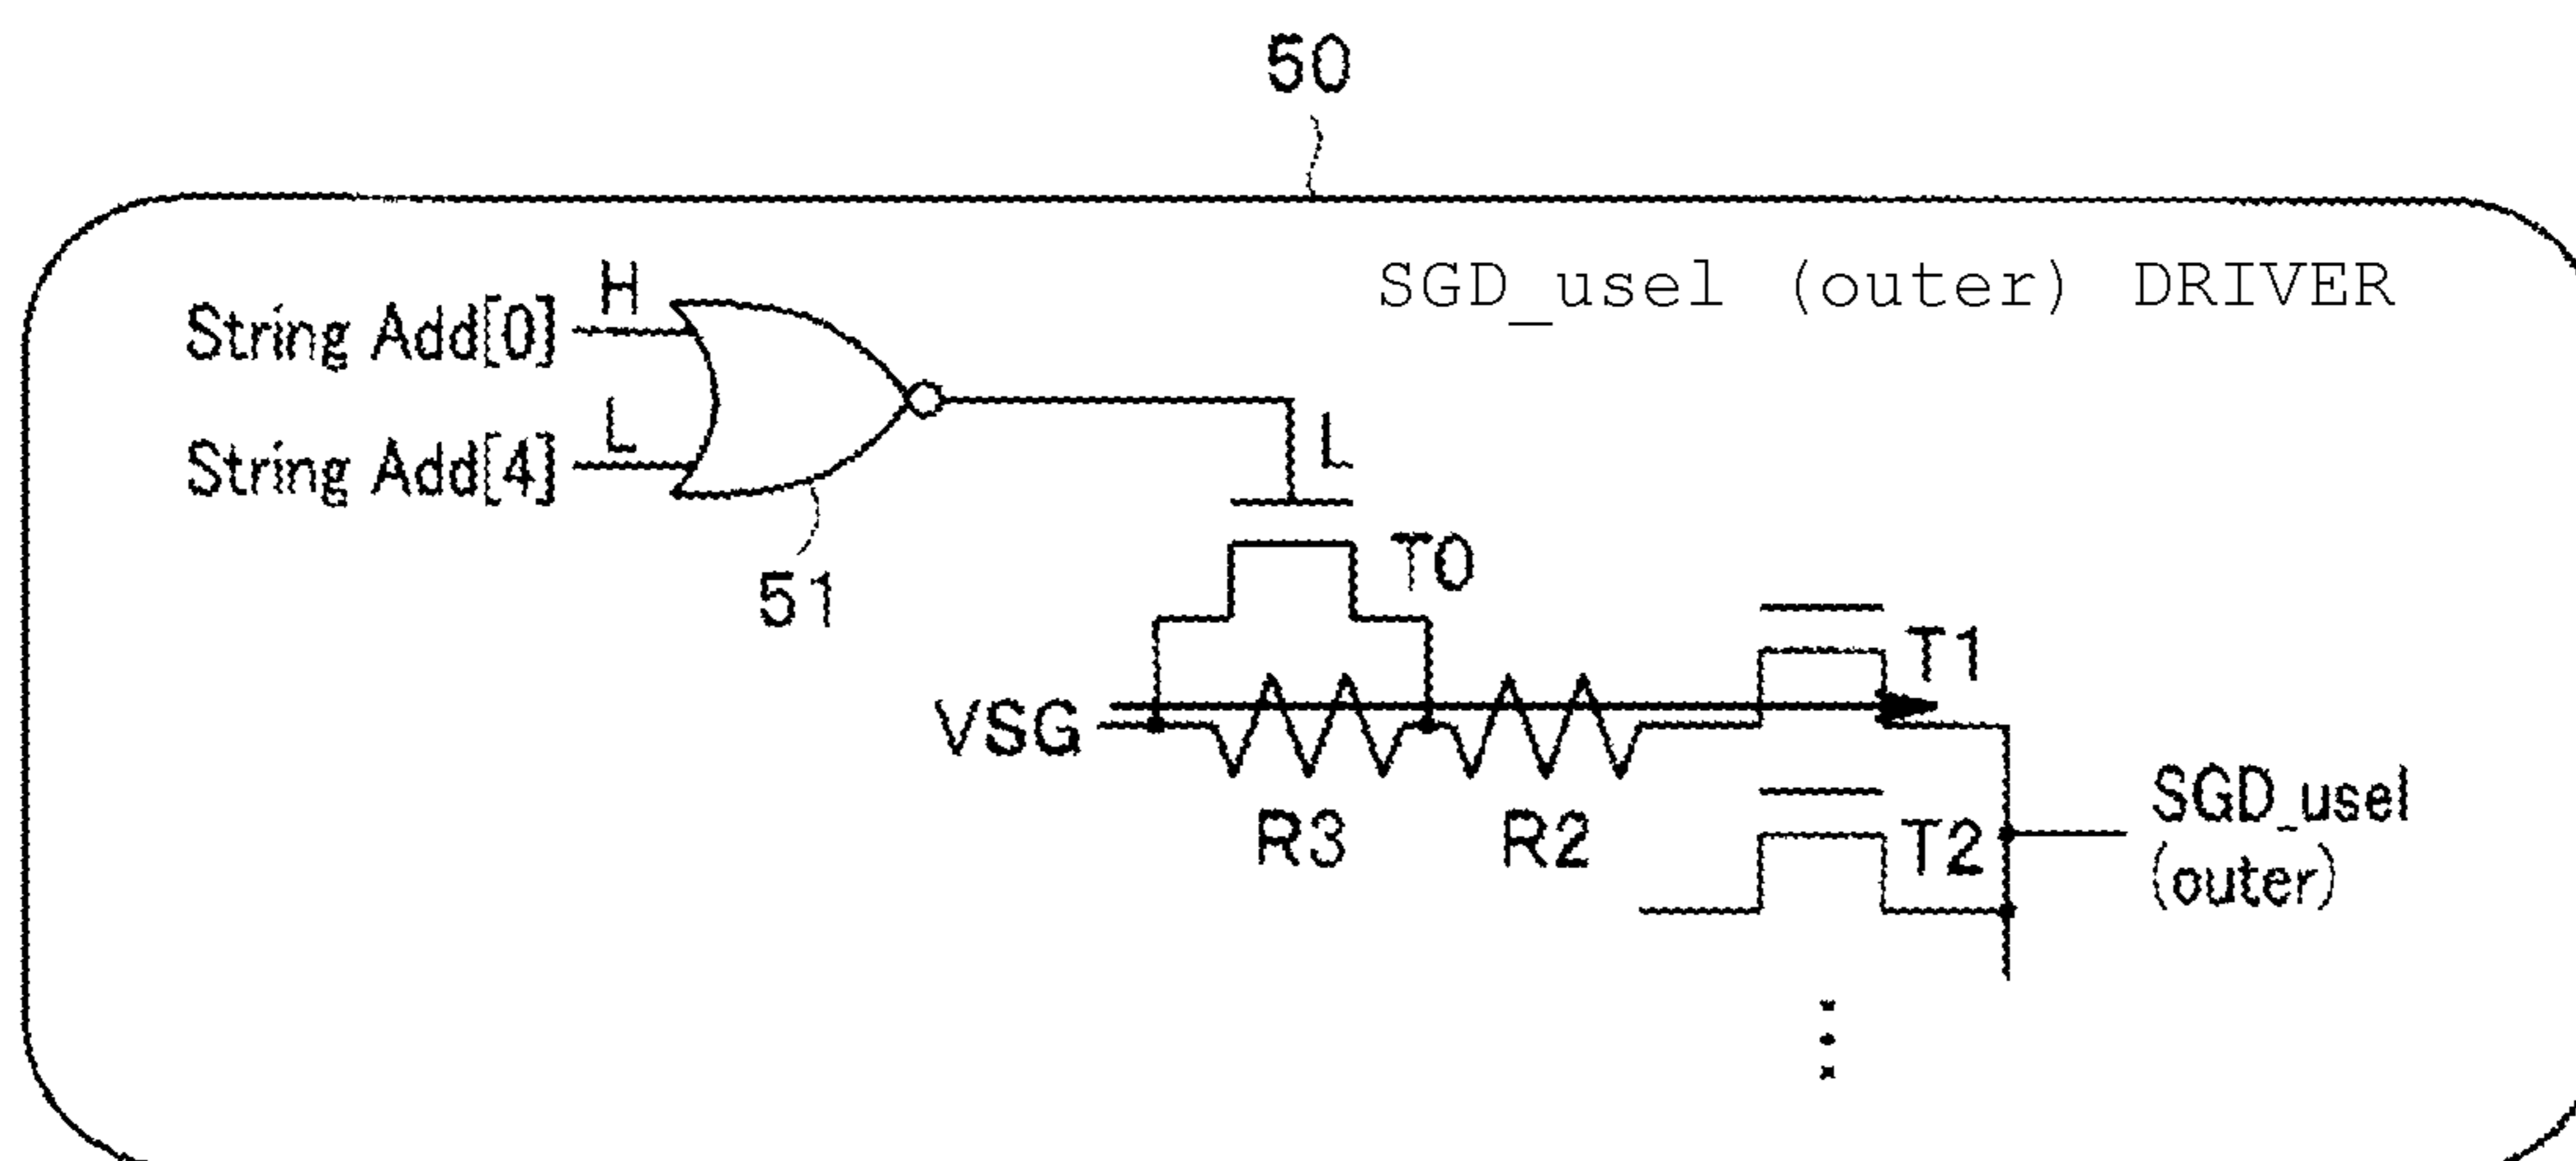 50
SGD_usel (outer) DRIVER
String Add[0]
H
String Add[4]
L
L
51
T0
T1
VSG
R3
R2
T2
SGD_usel
(outer)